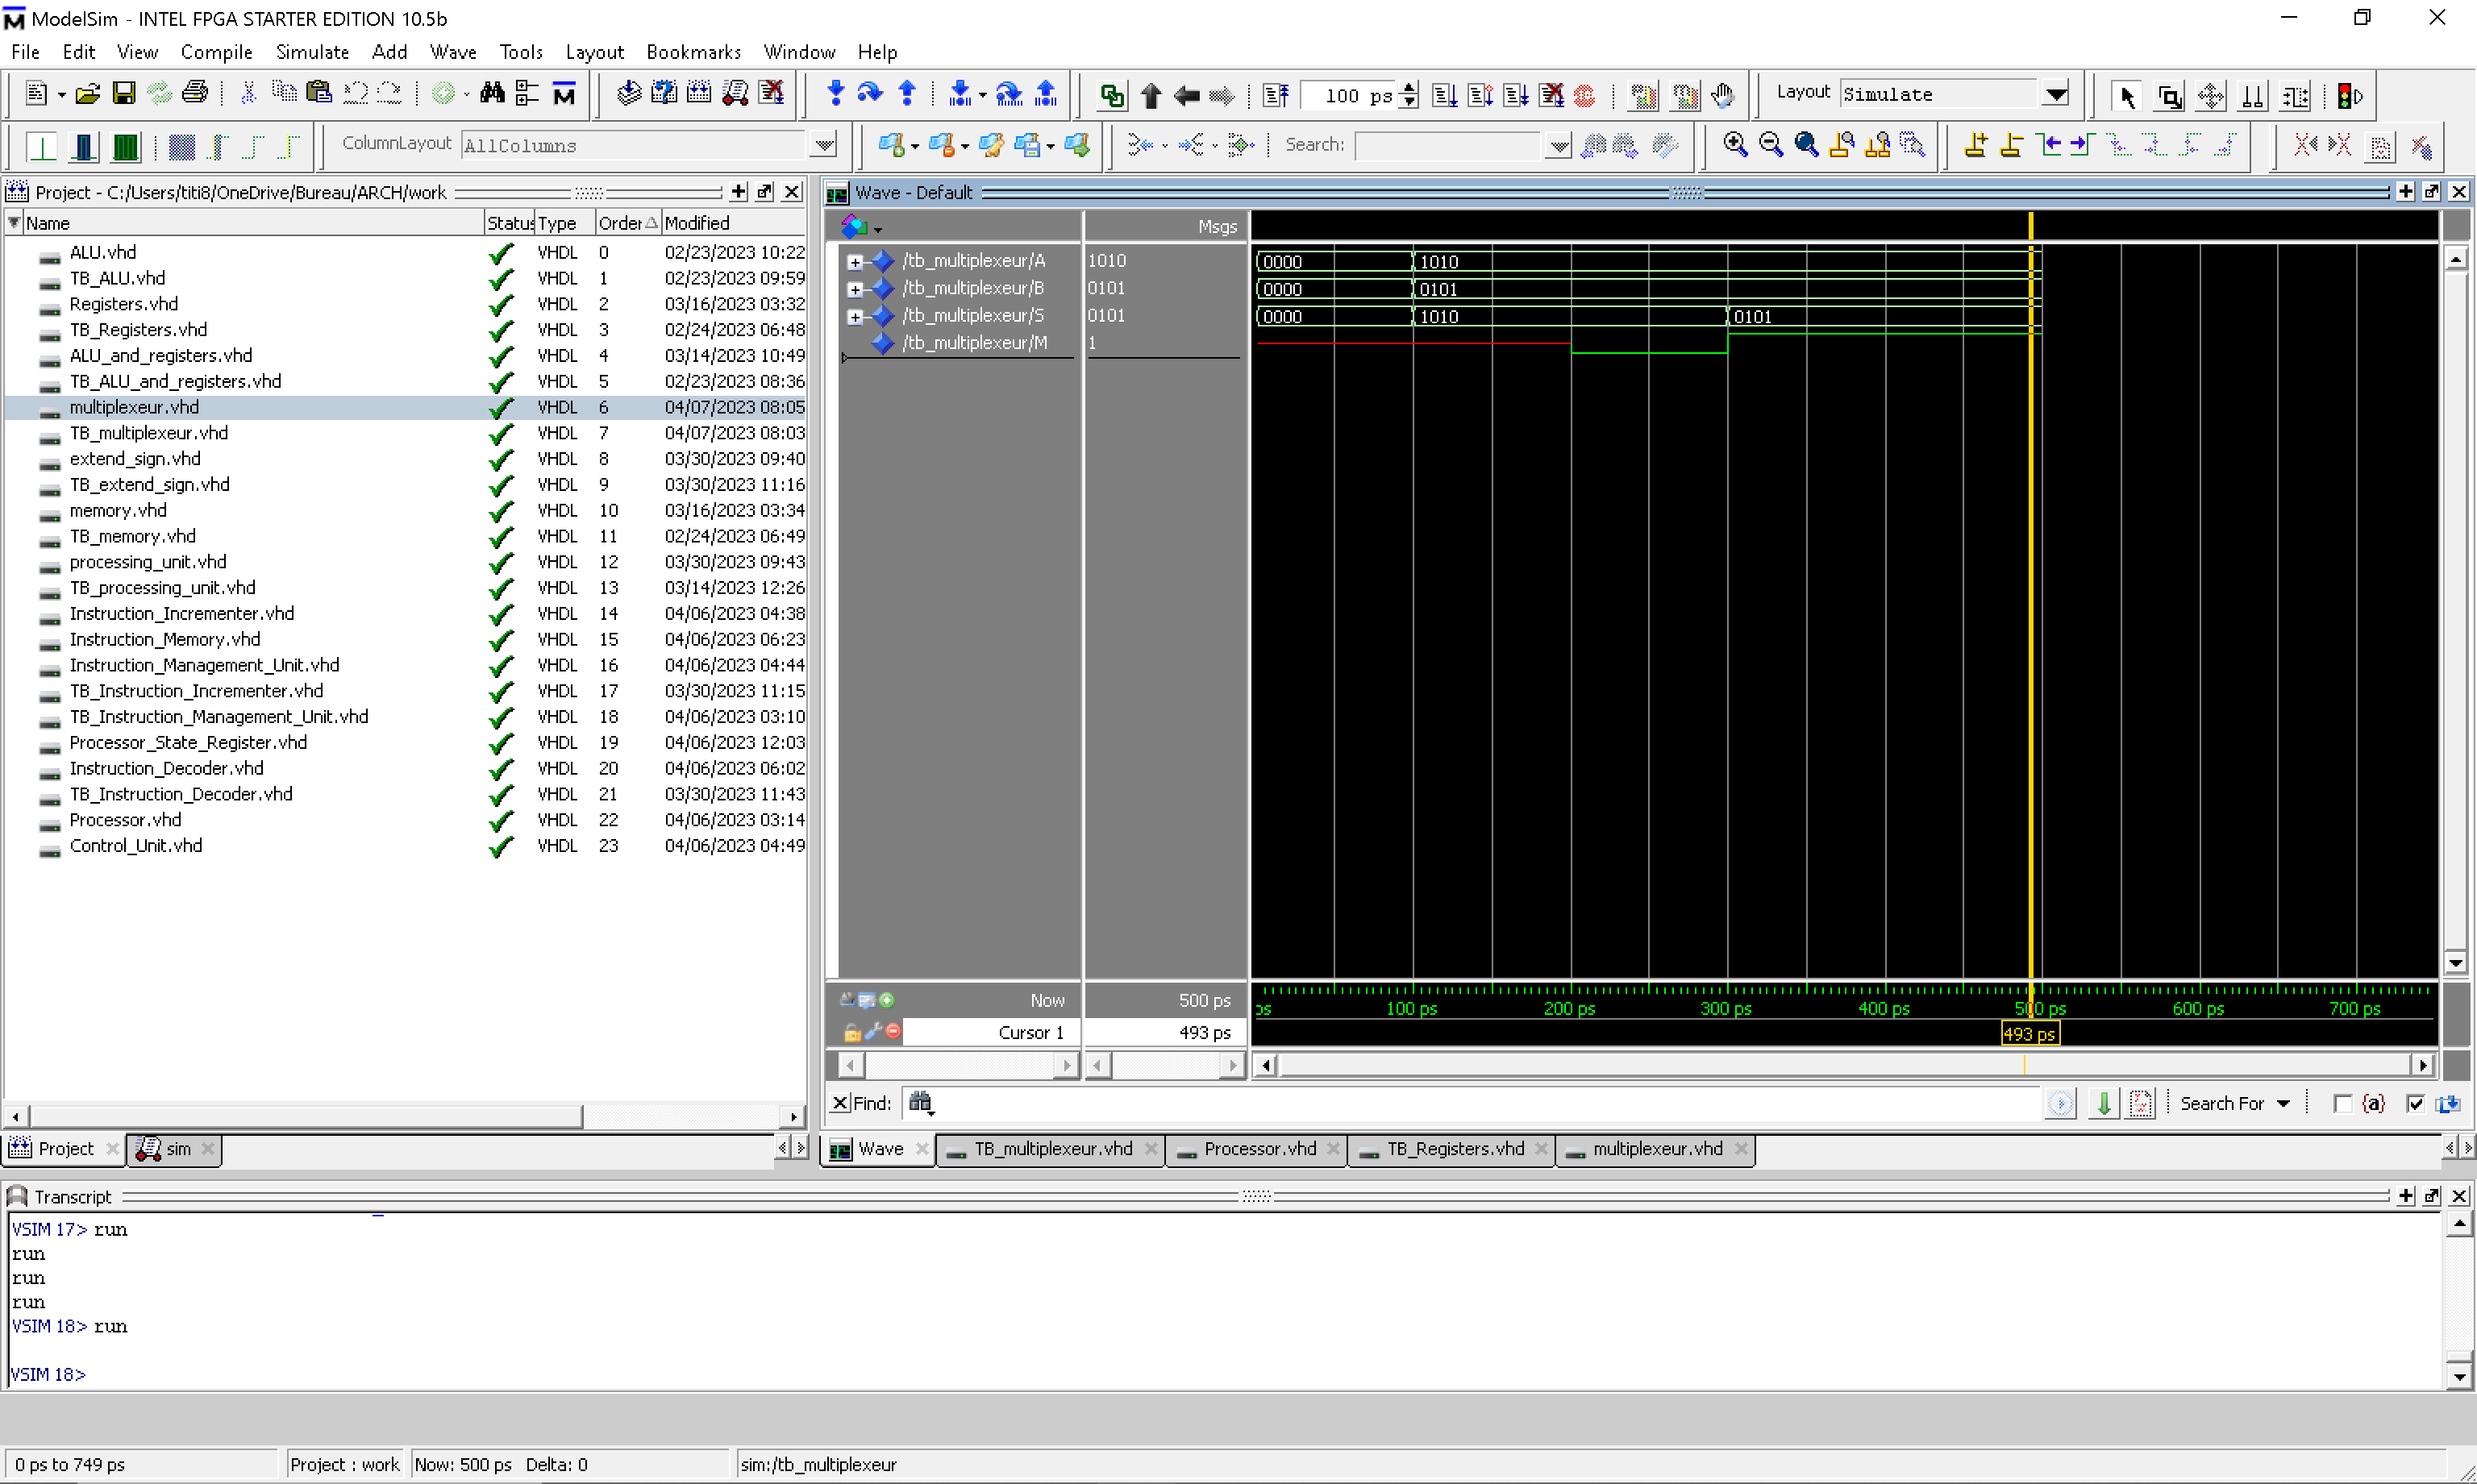 ModelSim - INTEL FPGA STARTER EDITION 10.5b
File Edit View Compile Simulate Add Wave Tools Layout Bookmarks Window Help
100 ps
Layout Simulate
ColumnLayout AllColumns
Search:
Project - C:/Users/titi8/OneDrive/Bureau/ARCH/work
Name Status Type Order Modified
ALU.vhd VHDL 0 02/23/2023 10:22
TB_ALU.vhd VHDL 1 02/23/2023 09:59
Registers.vhd VHDL 2 03/16/2023 03:32
TB_Registers.vhd VHDL 3 02/24/2023 06:48
ALU_and_registers.vhd VHDL 4 03/14/2023 10:49
TB_ALU_and_registers.vhd VHDL 5 02/23/2023 08:36
multiplexeur.vhd VHDL 6 04/07/2023 08:05
TB_multiplexeur.vhd VHDL 7 04/07/2023 08:03
extend_sign.vhd VHDL 8 03/30/2023 09:40
TB_extend_sign.vhd VHDL 9 03/30/2023 11:16
memory.vhd VHDL 10 03/16/2023 03:34
TB_memory.vhd VHDL 11 02/24/2023 06:49
processing_unit.vhd VHDL 12 03/30/2023 09:43
TB_processing_unit.vhd VHDL 13 03/14/2023 12:26
Instruction_Incrementer.vhd VHDL 14 04/06/2023 04:38
Instruction_Memory.vhd VHDL 15 04/06/2023 06:23
Instruction_Management_Unit.vhd VHDL 16 04/06/2023 04:44
TB_Instruction_Incrementer.vhd VHDL 17 03/30/2023 11:15
TB_Instruction_Management_Unit.vhd VHDL 18 04/06/2023 03:10
Processor_State_Register.vhd VHDL 19 04/06/2023 12:03
Instruction_Decoder.vhd VHDL 20 04/06/2023 06:02
TB_Instruction_Decoder.vhd VHDL 21 03/30/2023 11:43
Processor.vhd VHDL 22 04/06/2023 03:14
Control_Unit.vhd VHDL 23 04/06/2023 04:49
Project sim
Wave - Default
Msgs
/tb_multiplexeur/A 1010 0000 1010
/tb_multiplexeur/B 0101 0000 0101
/tb_multiplexeur/S 0101 0000 1010 0101
/tb_multiplexeur/M 1
Now 500 ps ps 100 ps 200 ps 300 ps 400 ps 500 ps 600 ps 700 ps
Cursor 1 493 ps 493 ps
Find: Search For {a}
Wave TB_multiplexeur.vhd Processor.vhd TB_Registers.vhd multiplexeur.vhd
Transcript
VSIM 17> run
run
run
run
VSIM 18> run
VSIM 18>
0 ps to 749 ps Project : work Now: 500 ps Delta: 0 sim:/tb_multiplexeur